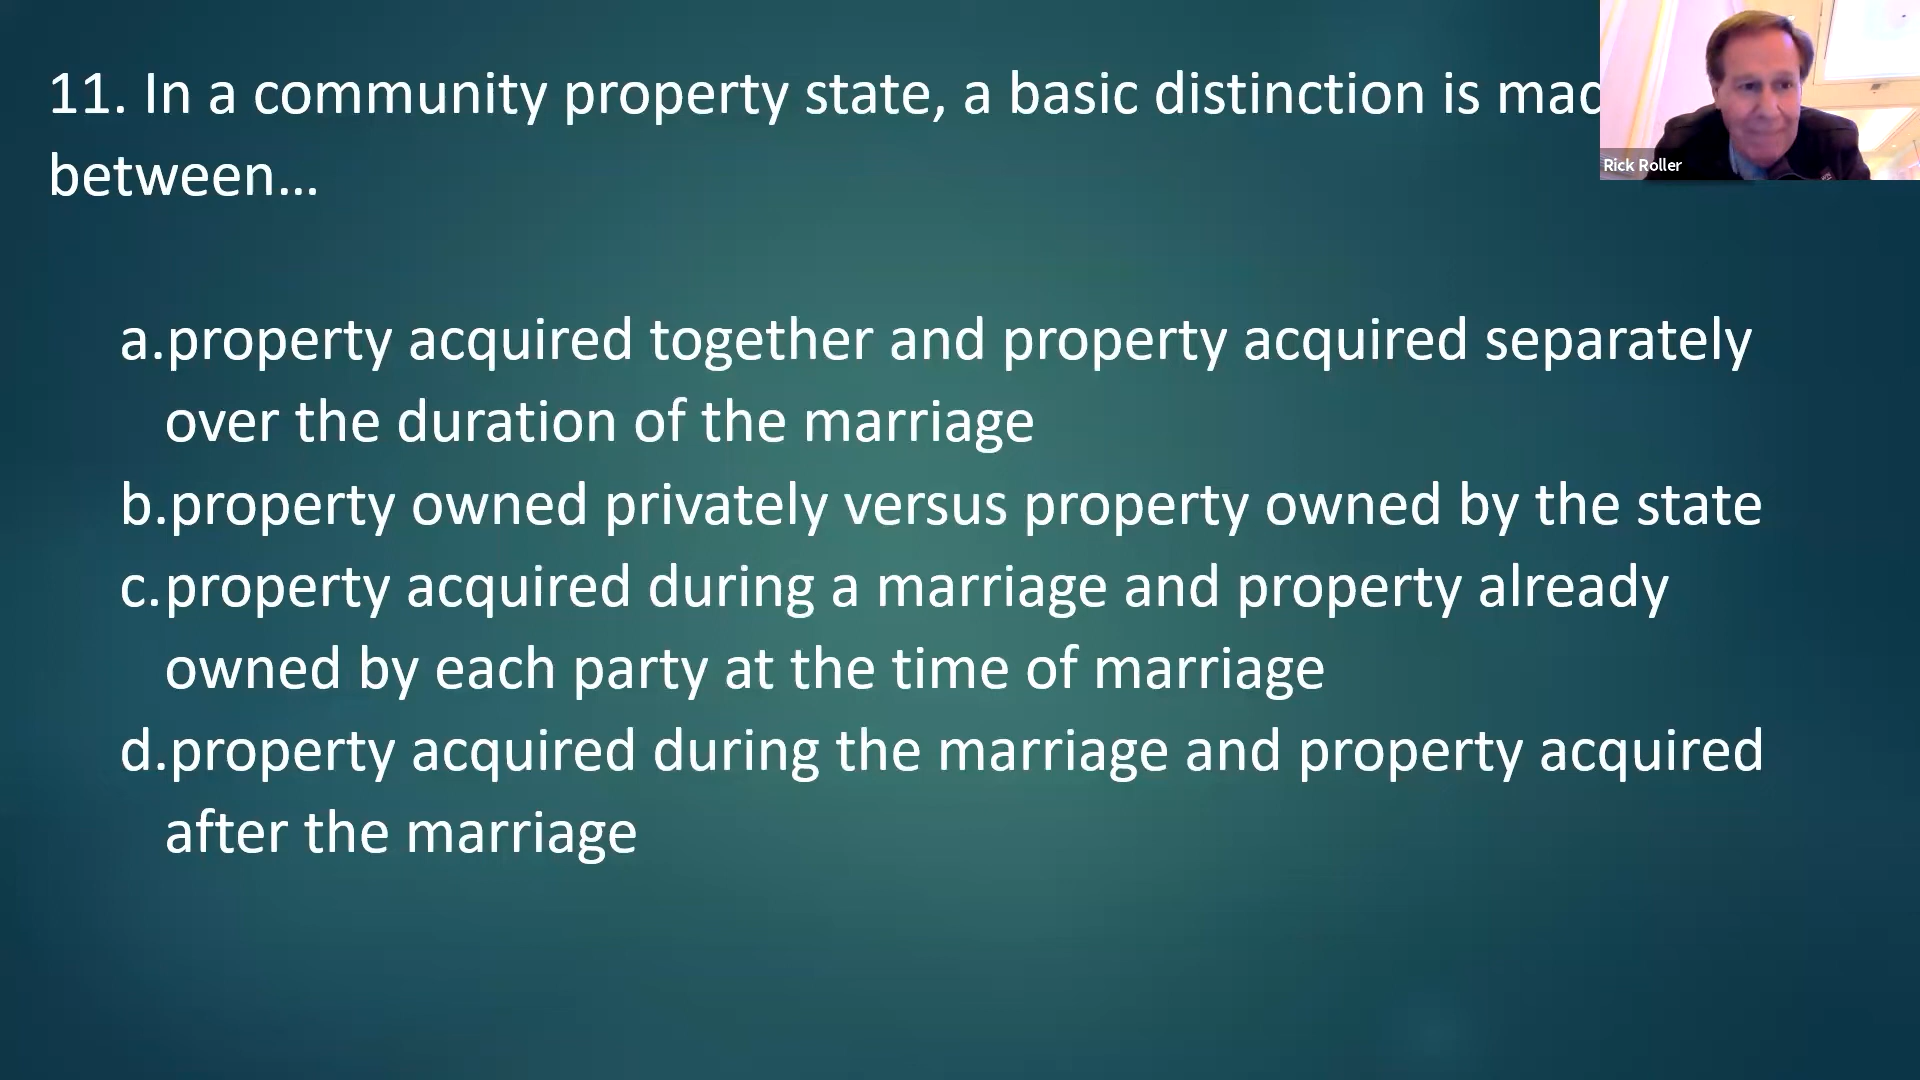 11. In a community property state, a basic distinction is
between…
Rick Roller
a.property acquired together and property acquired separately
over the duration of the marriage
b.property owned privately versus property owned by the state
c.property acquired during a marriage and property already
owned by each party at the time of marriage
d.property acquired during the marriage and property acquired
after the marriage